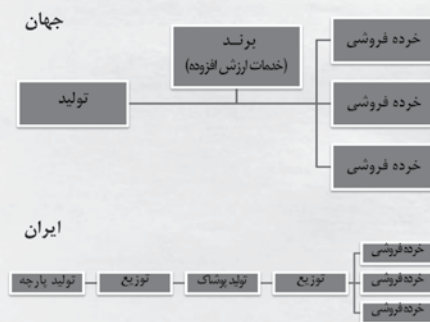 جهان
برنــد
(خدمات ارزش افزوده)
خرده فروشی
تولید
خرده فروشی
خرده فروشی
ایران
خرده‌فروشی
تولید پارچه
توزیع
تولید پوشاک
توزیع
خرده‌فروشی
خرده‌فروشی